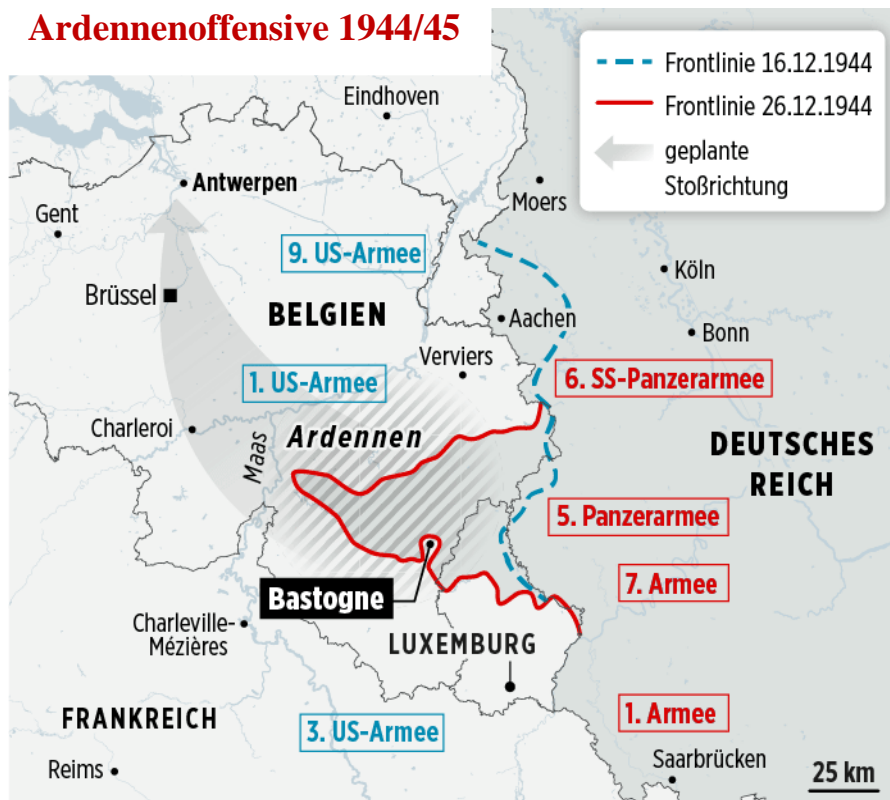 Ardennenoffensive 1944/45
Frontlinie 16.12.1944
Frontlinie 26.12.1944
geplante
Stoßrichtung
Eindhoven
Antwerpen
Moers
Gent
9. US-Armee
Köln
Brüssel
BELGIEN
Aachen
Bonn
Verviers
1. US-Armee
6. SS-Panzerarmee
Charleroi
Ardennen
Maas
DEUTSCHES
REICH
5. Panzerarmee
7. Armee
Bastogne
Charleville-
Mézières
LUXEMBURG
FRANKREICH
3. US-Armee
1. Armee
Reims
Saarbrücken
25 km